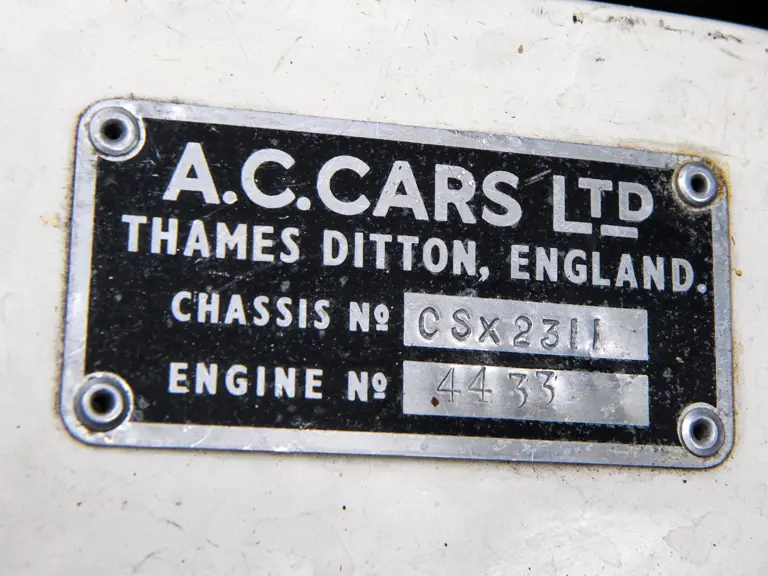 A.C.CARS LTD
THAMES DITTON, ENGLAND.
CHASSIS Nº CSX2311
ENGINE Nº 4433